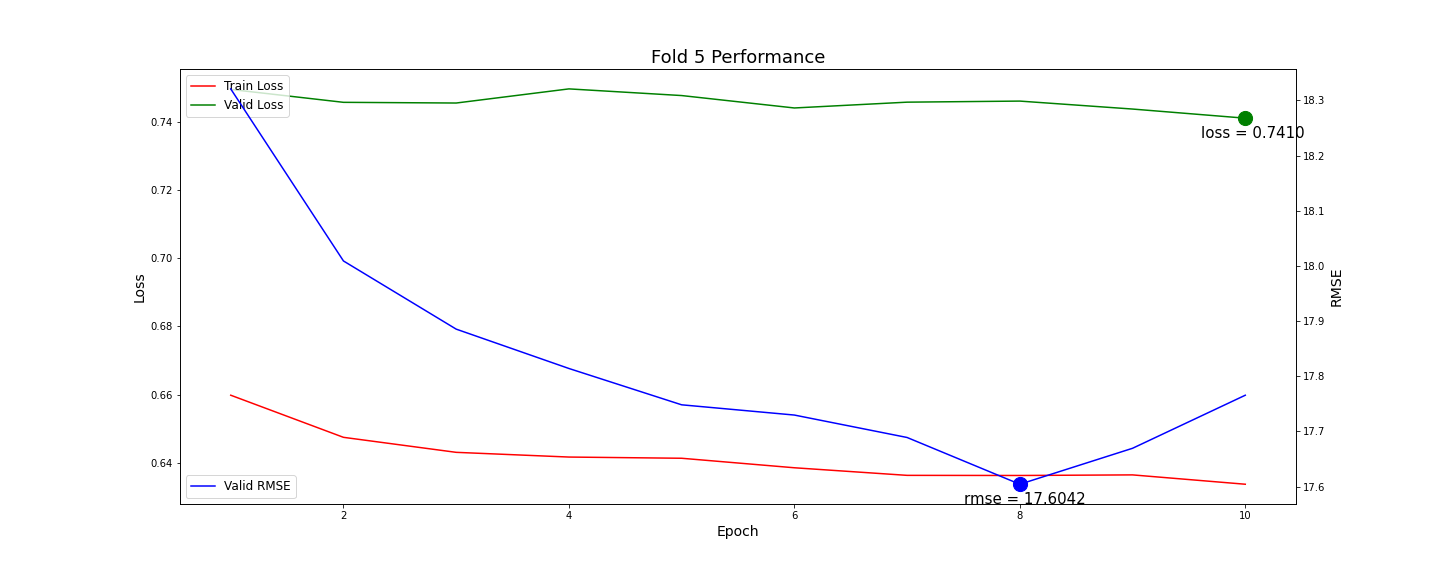 Fold 5 Performance
Train Loss
Valid Loss
Valid RMSE
Loss
0.74
0.72
0.70
0.68
0.66
0.64
2
4
6
8
10
Epoch
18.3
18.2
18.1
18.0
17.9
17.8
17.7
17.6
RMSE
loss = 0.7410
rmse = 17.6042